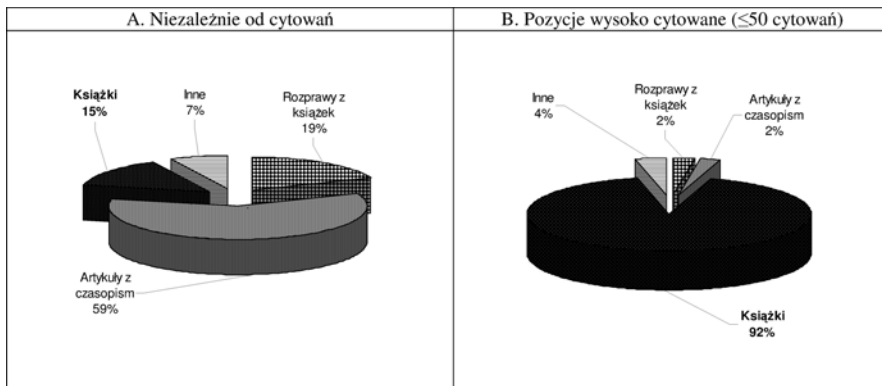 A. Niezależnie od cytowań
Książki
15%
Inne
7%
Rozprawy z
książek
19%
Artykuły z
czasopism
59%
B. Pozycje wysoko cytowane (≤50 cytowań)
Inne
4%
Rozprawy z
książek
2%
Artykuły z
czasopism
2%
Książki
92%